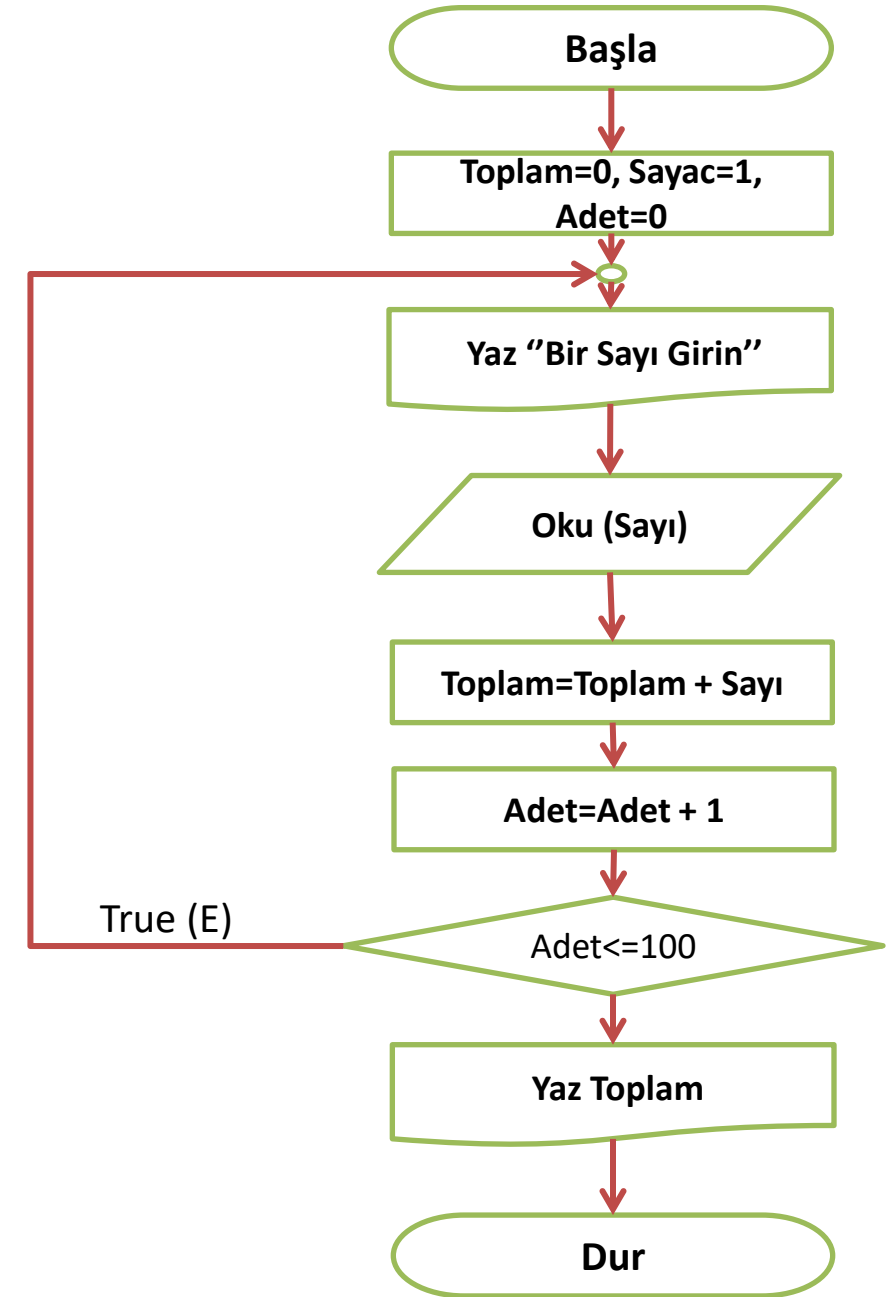 Başla
Toplam=0, Sayac=1,
Adet=0
Yaz ‘’Bir Sayı Girin’’
Oku (Sayı)
Toplam=Toplam + Sayı
Adet=Adet + 1
True (E)
Adet<=100
Yaz Toplam
Dur